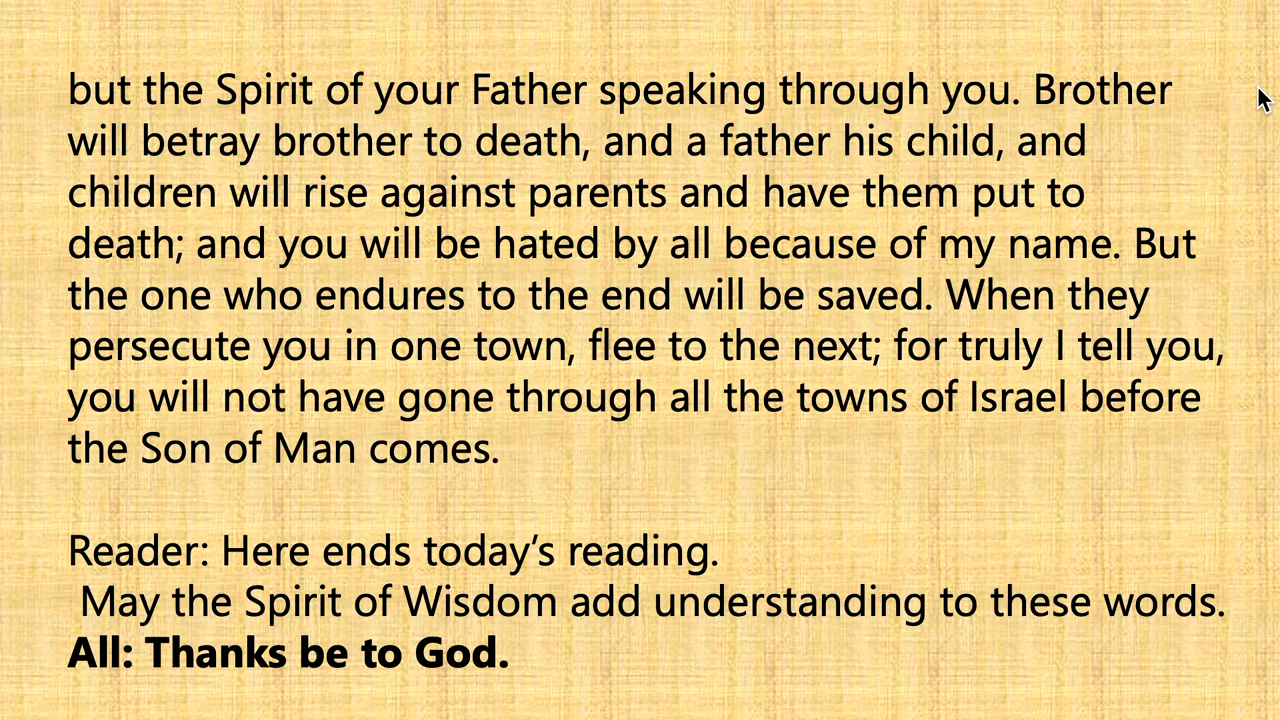 but the Spirit of your Father speaking through you. Brother
will betray brother to death, and a father his child, and
children will rise against parents and have them put to
death; and you will be hated by all because of my name. But
the one who endures to the end will be saved. When they
persecute you in one town, flee to the next; for truly I tell you,
you will not have gone through all the towns of Israel before
the Son of Man comes.
Reader: Here ends today’s reading.
May the Spirit of Wisdom add understanding to these words.
All: Thanks be to God.